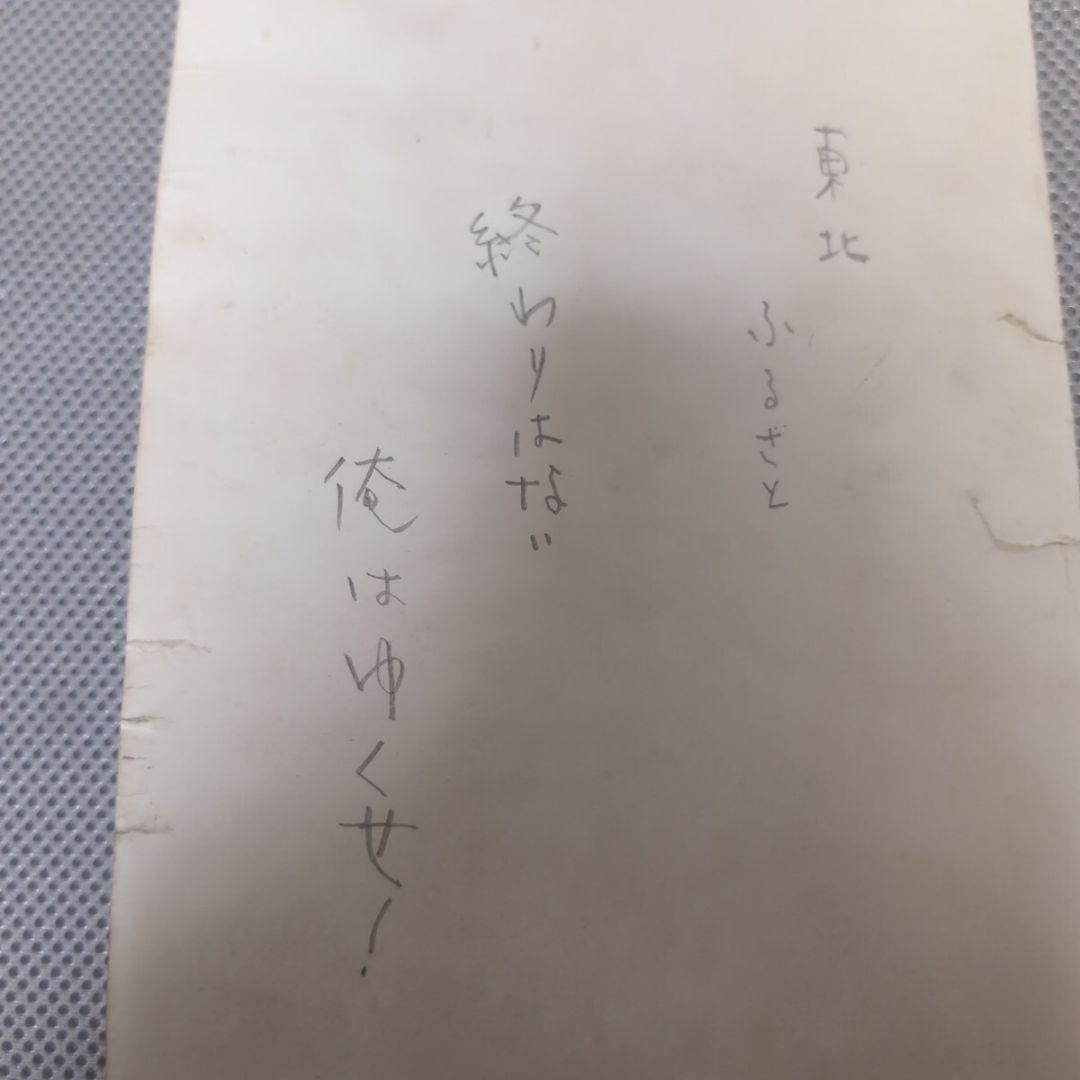 東北
ふるさと
終わりはない
俺はゆくせ!